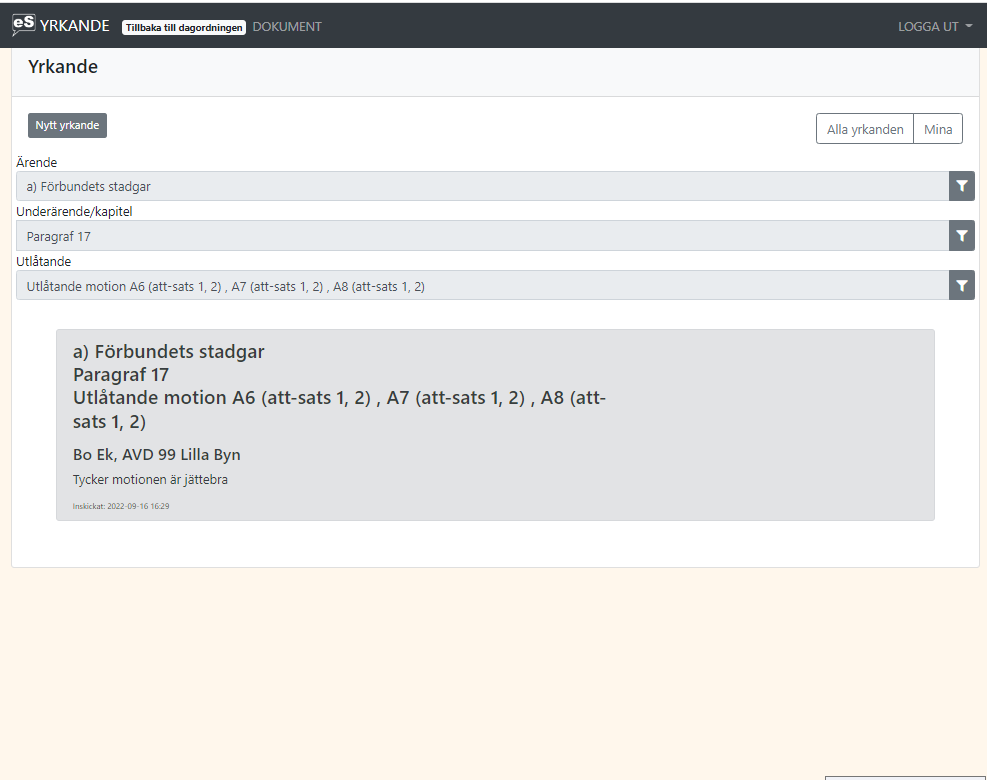 eS YRKANDE Tillbaka till dagordningen DOKUMENT LOGGA UT
Yrkande
Nytt yrkande Alla yrkanden Mina
Ärende
a) Förbundets stadgar
Underärende/kapitel
Paragraf 17
Utlåtande
Utlåtande motion A6 (att-sats 1, 2) , A7 (att-sats 1, 2) , A8 (att-sats 1, 2)
a) Förbundets stadgar
Paragraf 17
Utlåtande motion A6 (att-sats 1, 2) , A7 (att-sats 1, 2) , A8 (att-
sats 1, 2)
Bo Ek, AVD 99 Lilla Byn
Tycker motionen är jättebra
Inskickat: 2022-09-16 16:29